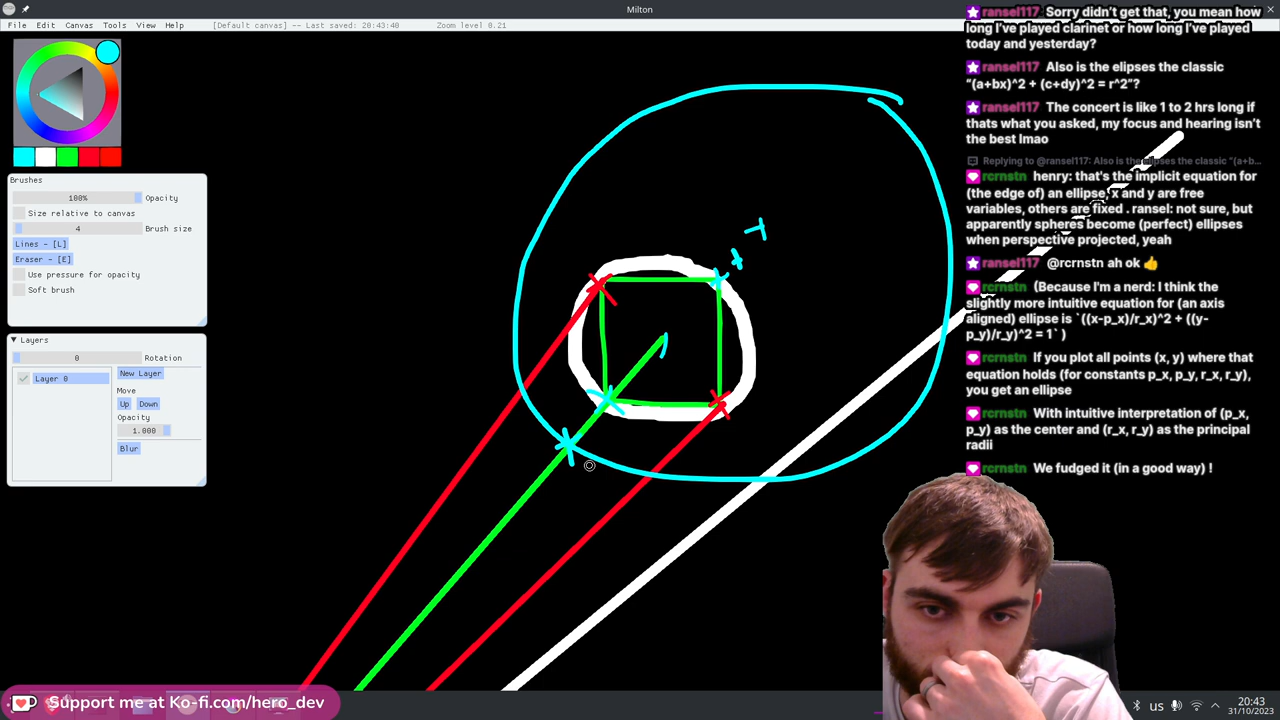 Milton
File Edit Canvas Tools View Help [Default canvas] -- Last saved: 20:43:40 Zoom level 0.21
Brushes
100% Opacity
Size relative to canvas
4 Brush size
Lines - [L]
Eraser - [E]
Use pressure for opacity
Soft brush
Layers
0 Rotation
Layer 0
New Layer
Move
Up Down
Opacity
1.000
Blur
ransel117 Sorry didn't get that, you mean how
long I've played clarinet or how long I've played
today and yesterday?
ransel117 Also is the elipses the classic
"(a+bx)^2 + (c+dy)^2 = r^2"?
ransel117 The concert is like 1 to 2 hrs long if
thats what you asked, my focus and hearing isn't
the best lmao
Replying to @ransel117: Also is the elipses the classic "(a+b...
rcrnstn henry: that's the implicit equation for
(the edge of) an ellipse, x and y are free
variables, others are fixed . ransel: not sure, but
apparently spheres become (perfect) ellipses
when perspective projected, yeah
ransel117 @rcrnstn ah ok 👍
rcrnstn (Because I'm a nerd: I think the
slightly more intuitive equation for (an axis
aligned) ellipse is `((x-p_x)/r_x)^2 + ((y-
p_y)/r_y)^2 = 1` )
rcrnstn If you plot all points (x, y) where that
equation holds (for constants p_x, p_y, r_x, r_y),
you get an ellipse
rcrnstn With intuitive interpretation of (p_x,
p_y) as the center and (r_x, r_y) as the principal
radii
rcrnstn We fudged it (in a good way) !
Support me at Ko-fi.com/hero_dev
US
20:43
31/10/2023